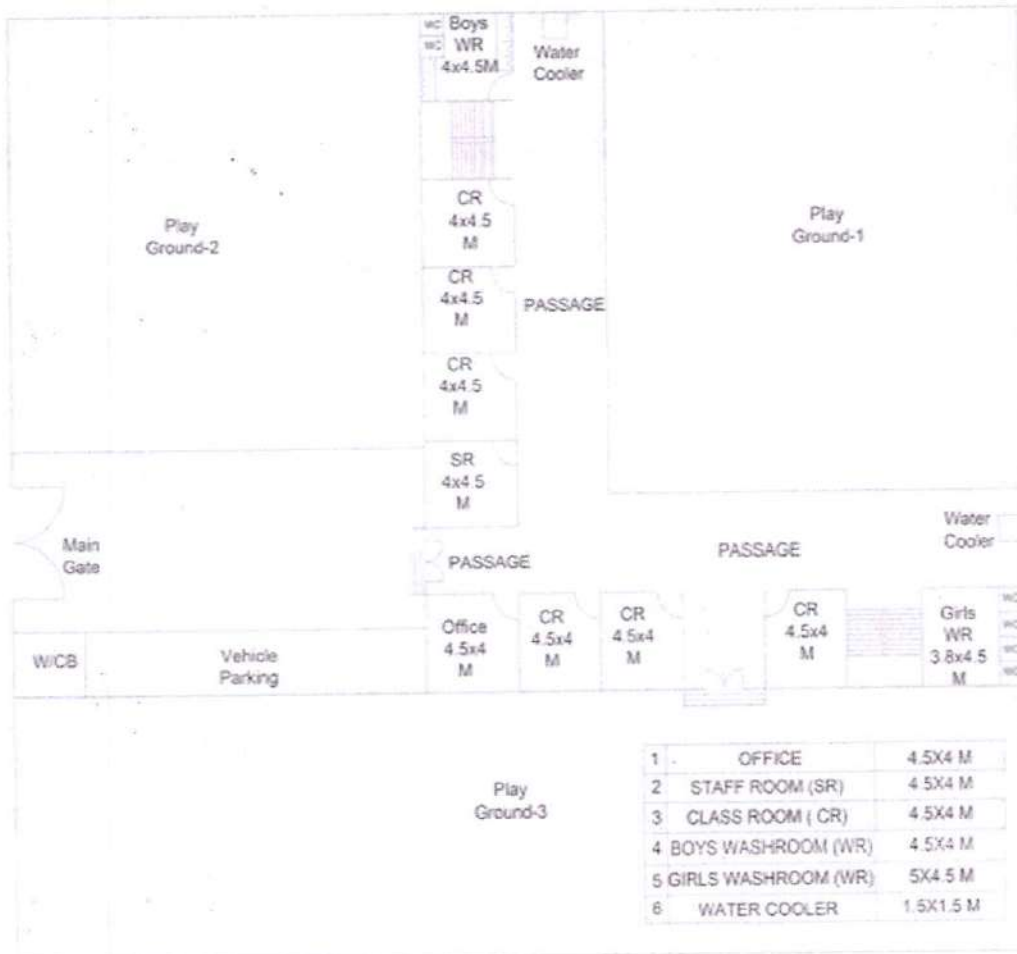 WC Boys
WC WR
4x4.5M
Water
Cooler
CR
4x4.5
M
Play
Ground-2
Play
Ground-1
CR
4x4.5
M
PASSAGE
CR
4x4.5
M
SR
4x4.5
M
Main
Gate
PASSAGE
PASSAGE
Water
Cooler
Office
4.5x4
M
CR
4.5x4
M
CR
4.5x4
M
CR
4.5x4
M
Girls
WR
3.8x4.5
M
WC
WC
WC
WC
W/CB
Vehicle
Parking
Play
Ground-3
1 OFFICE 4.5X4 M
2 STAFF ROOM (SR) 4.5X4 M
3 CLASS ROOM ( CR) 4.5X4 M
4 BOYS WASHROOM (WR) 4.5X4 M
5 GIRLS WASHROOM (WR) 5X4.5 M
6 WATER COOLER 1.5X1.5 M